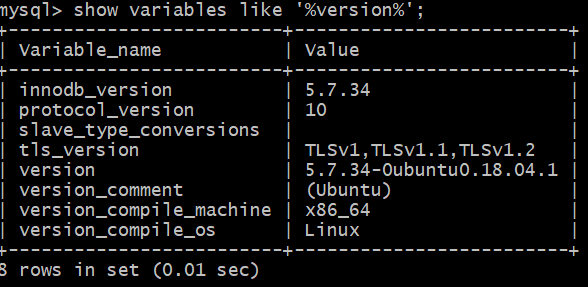 mysql> show variables like '%version%';
+-------------------------+-------------------------+
| Variable_name | Value |
+-------------------------+-------------------------+
| innodb_version | 5.7.34 |
| protocol_version | 10 |
| slave_type_conversions | |
| tls_version | TLSv1,TLSv1.1,TLSv1.2 |
| version | 5.7.34-0ubuntu0.18.04.1 |
| version_comment | (Ubuntu) |
| version_compile_machine | x86_64 |
| version_compile_os | Linux |
+-------------------------+-------------------------+
8 rows in set (0.01 sec)